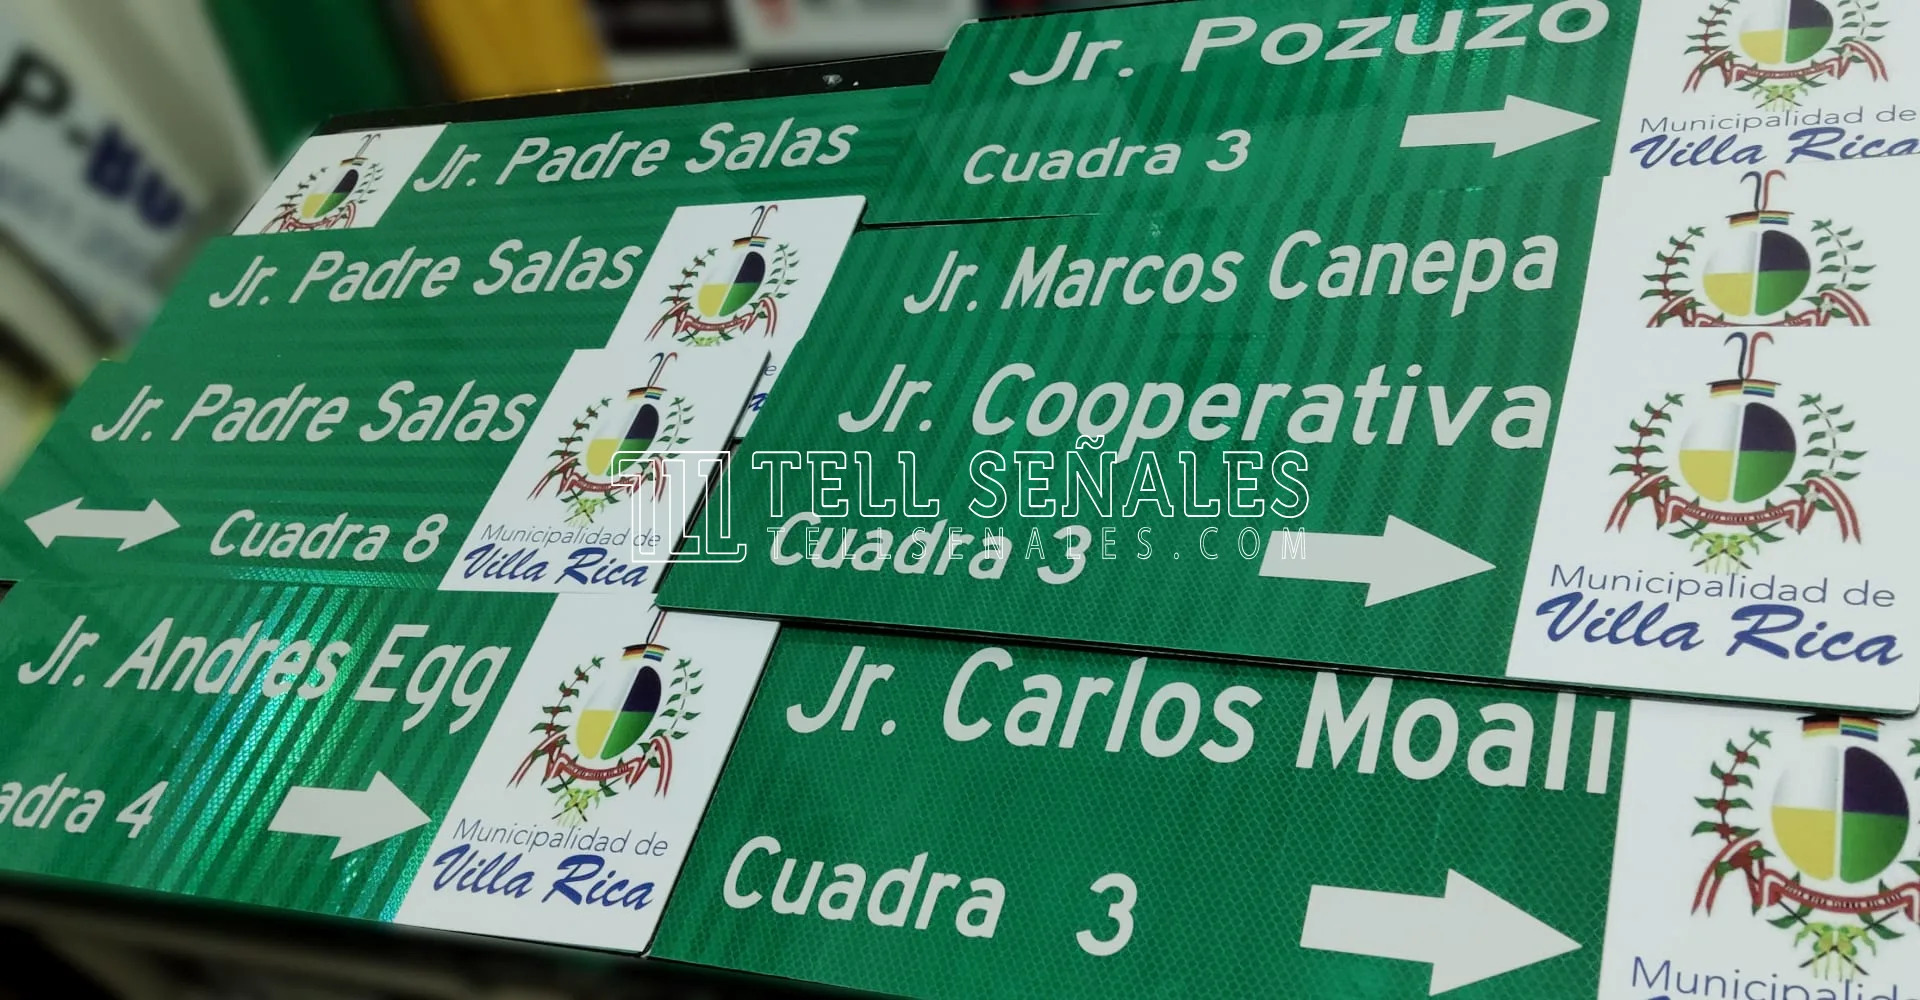 Jr. Pozuzo
Cuadra 3
Municipalidad de
Villa Rica
Jr. Padre Salas
Jr. Padre Salas
Jr. Marcos Canepa
Jr. Padre Salas
Cuadra 8
Municipalidad de
Villa Rica
Jr. Cooperativa
Cuadra 3
Municipalidad de
Villa Rica
TELL SEÑALES
TELLSENALES.COM
Jr. Andres Egg
adra 4
Municipalidad de
Villa Rica
Jr. Carlos Moali
Cuadra 3
Municipalidad